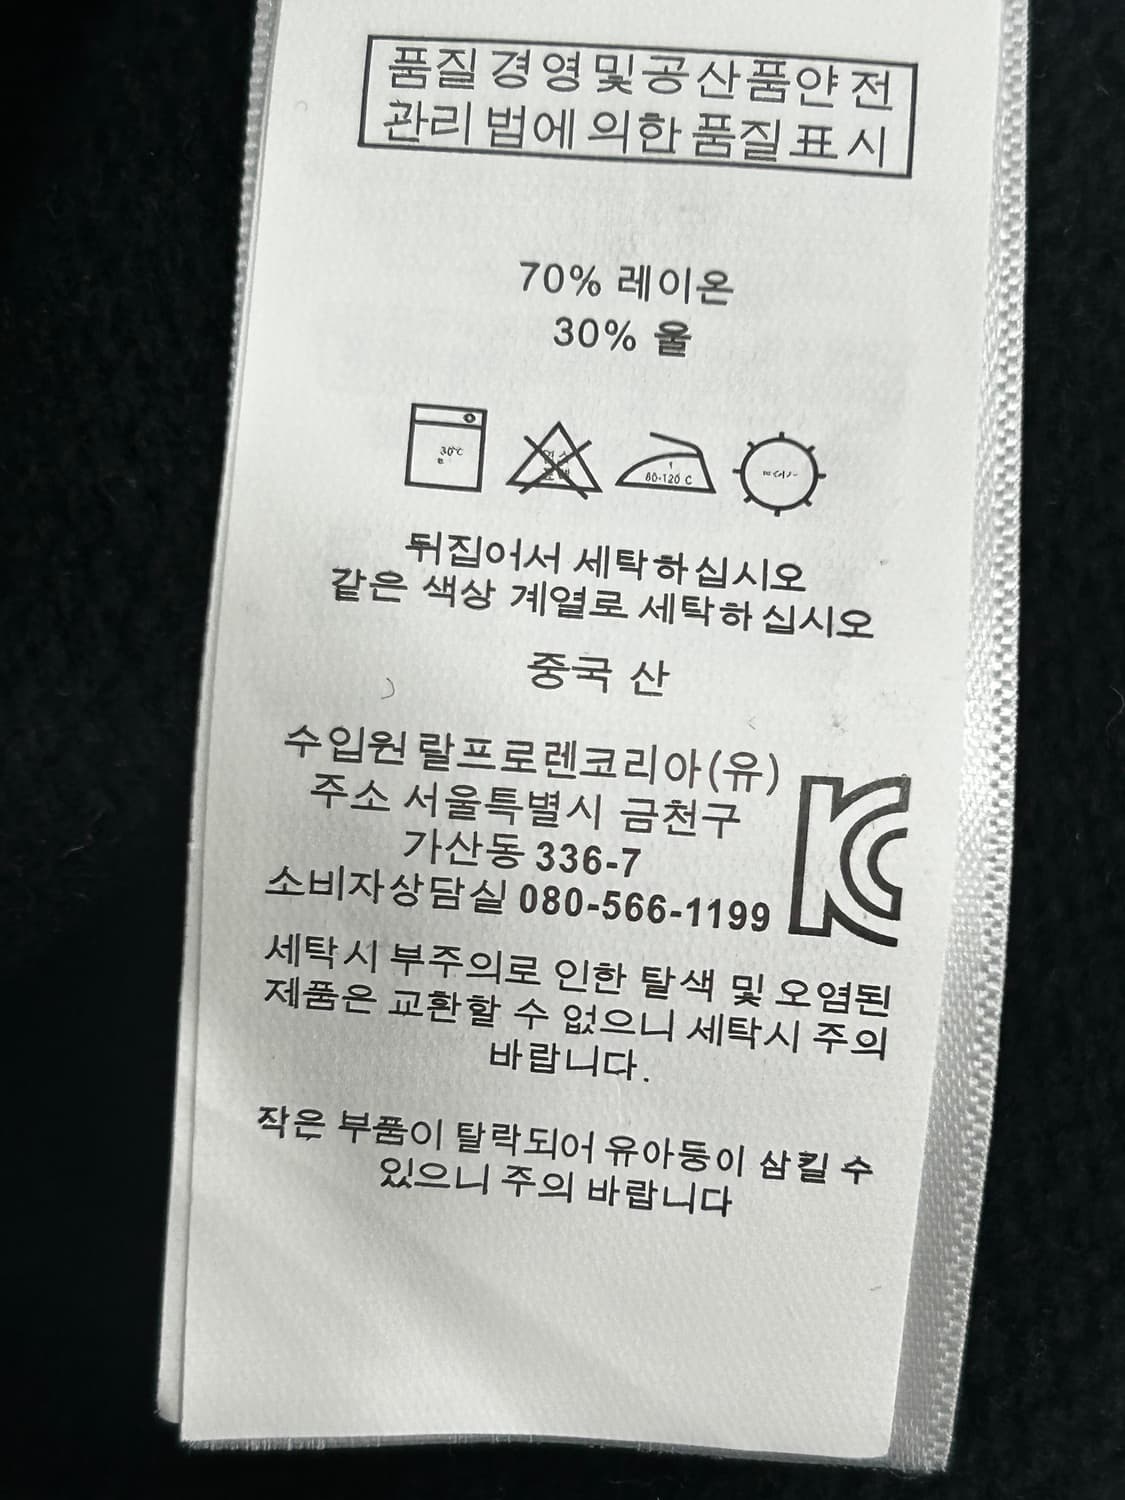 품질경영및공산품안전
관리법에의한품질표시
70% 레이온
30% 울
30℃
80-120 C
뒤집어서 세탁하십시오
같은 색상 계열로 세탁하십시오
중국 산
수입원 랄프로렌코리아(유)
주소 서울특별시 금천구
가산동 336-7
소비자상담실 080-566-1199
세탁시 부주의로 인한 탈색 및 오염된
제품은 교환할 수 없으니 세탁시 주의
바랍니다.
작은 부품이 탈락되어 유아둥이 삼킬 수
있으니 주의 바랍니다